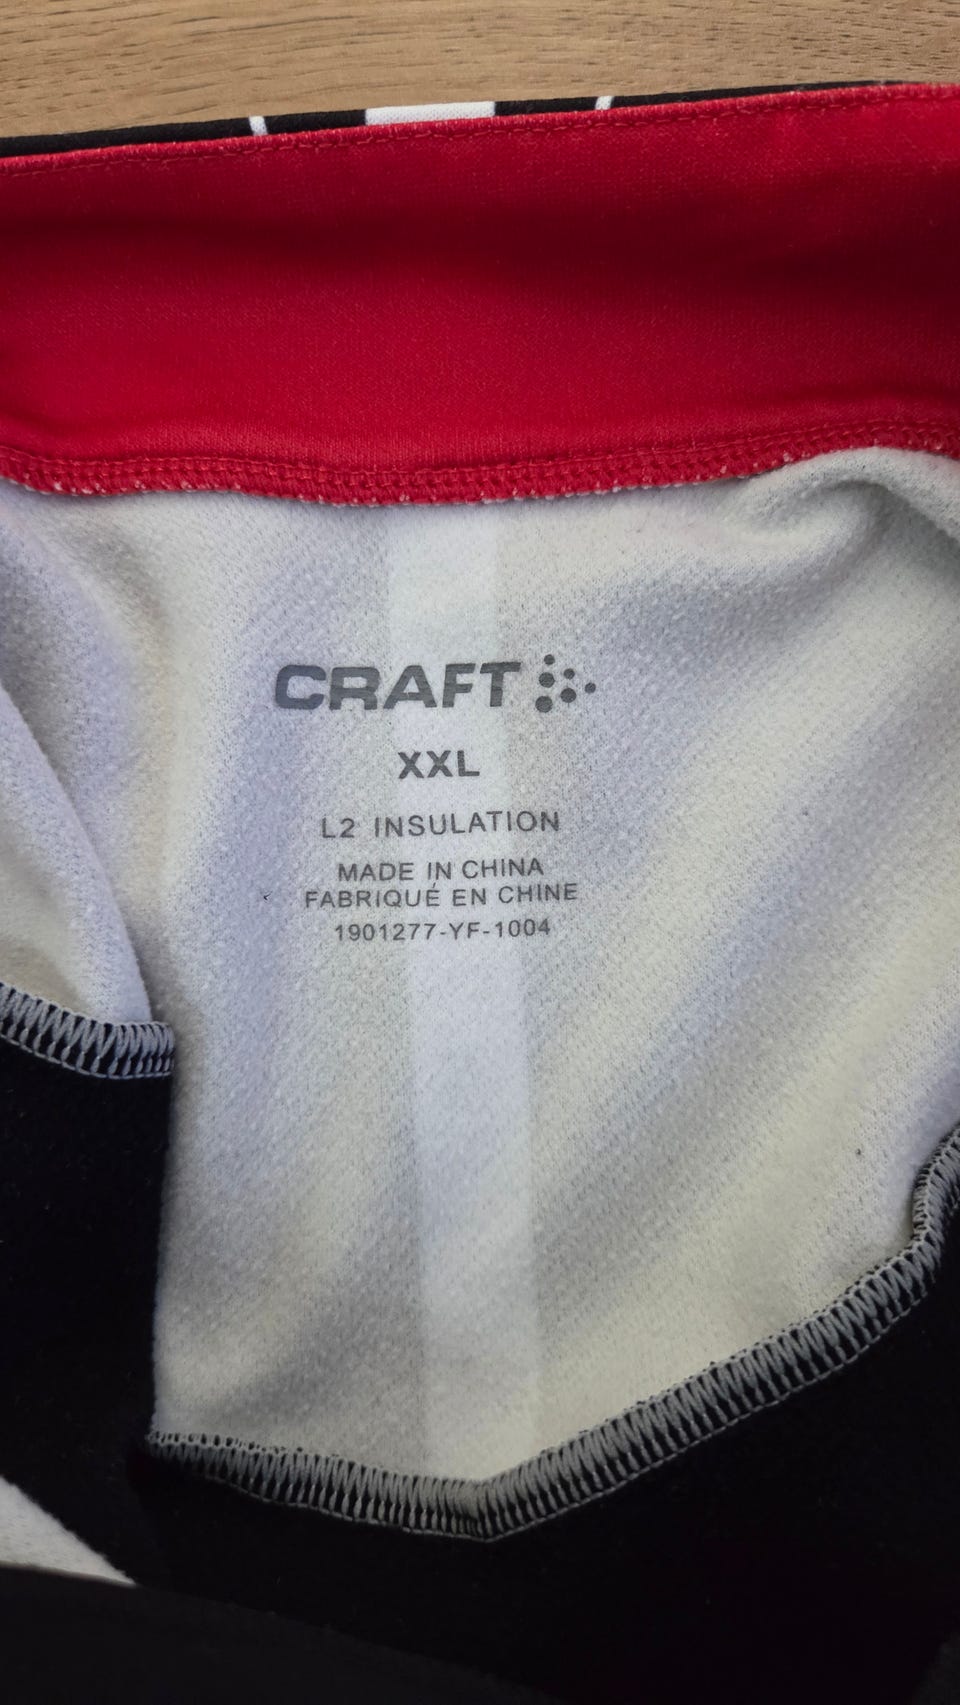 CRAFT
XXL
L2 INSULATION
MADE IN CHINA
FABRIQUÉ EN CHINE
1901277-YF-1004